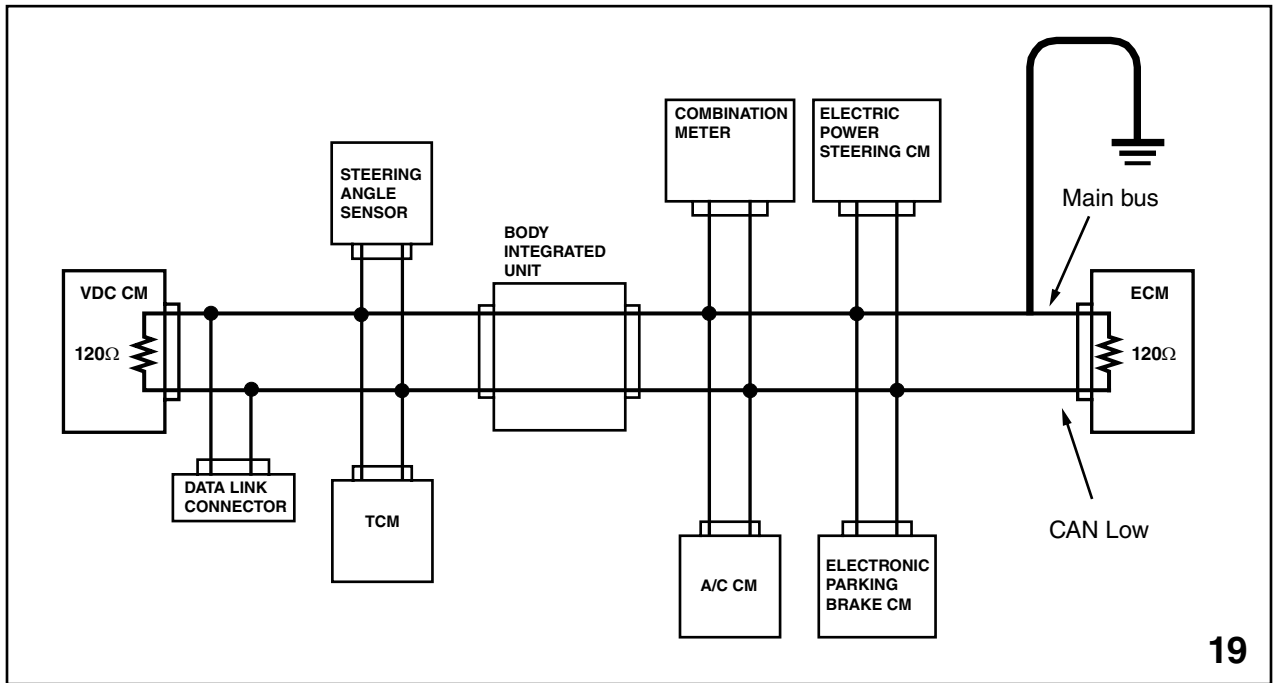 COMBINATION
METER
ELECTRIC
POWER
STEERING CM
STEERING
ANGLE
SENSOR
Main bus
BODY
INTEGRATED
UNIT
VDC CM
120Ω
ECM
120Ω
DATA LINK
CONNECTOR
TCM
A/C CM
ELECTRONIC
PARKING
BRAKE CM
CAN Low
19